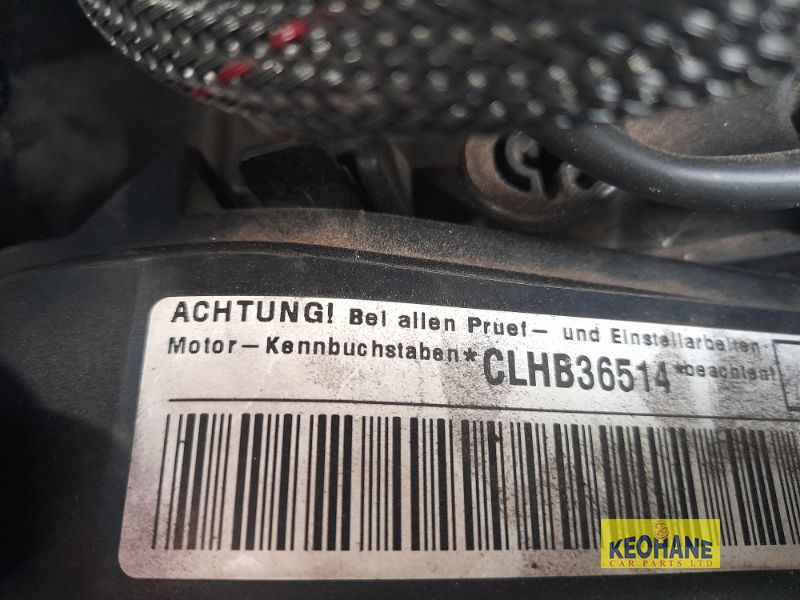 ACHTUNG! Bei allen Pruef- und Einstellarbeiten
Motor-Kennbuchstaben*CLHB36514*beachten!
KEOHANE
CAR PARTS LTD